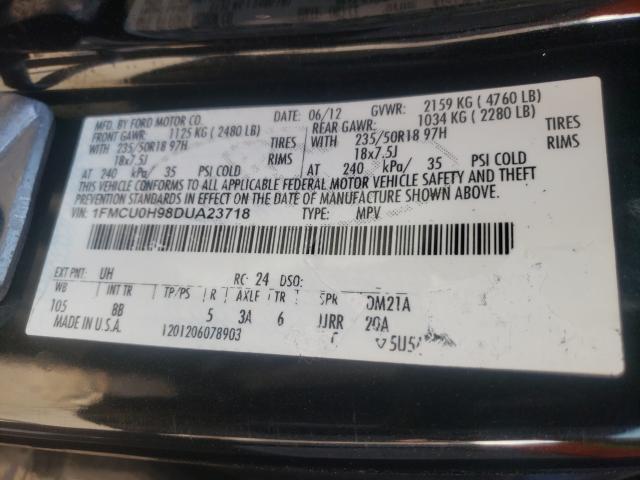 MFD. BY FORD MOTOR CO.
DATE: 06/12 GVWR: 2159 KG ( 4760 LB)
FRONT GAWR: 1125 KG ( 2480 LB) REAR GAWR: 1034 KG ( 2280 LB)
WITH 235/50R18 97H TIRES WITH 235/50R18 97H TIRES
18x7.5J RIMS 18x7.5J RIMS
AT 240 kPa/ 35 PSI COLD AT 240 kPa/ 35 PSI COLD
THIS VEHICLE CONFORMS TO ALL APPLICABLE FEDERAL MOTOR VEHICLE SAFETY AND THEFT
PREVENTION STANDARDS IN EFFECT ON THE DATE OF MANUFACTURE SHOWN ABOVE.
VIN: 1FMCU0H98DUA23718 TYPE: MPV
EXT PNT: UH RC: 24 DSO:
WB INT TR TP/PS R AXLE TR SPR
105 BB 5 3A 6 JJRR
DM21A
20A
MADE IN U.S.A.
1201206078903
5U5